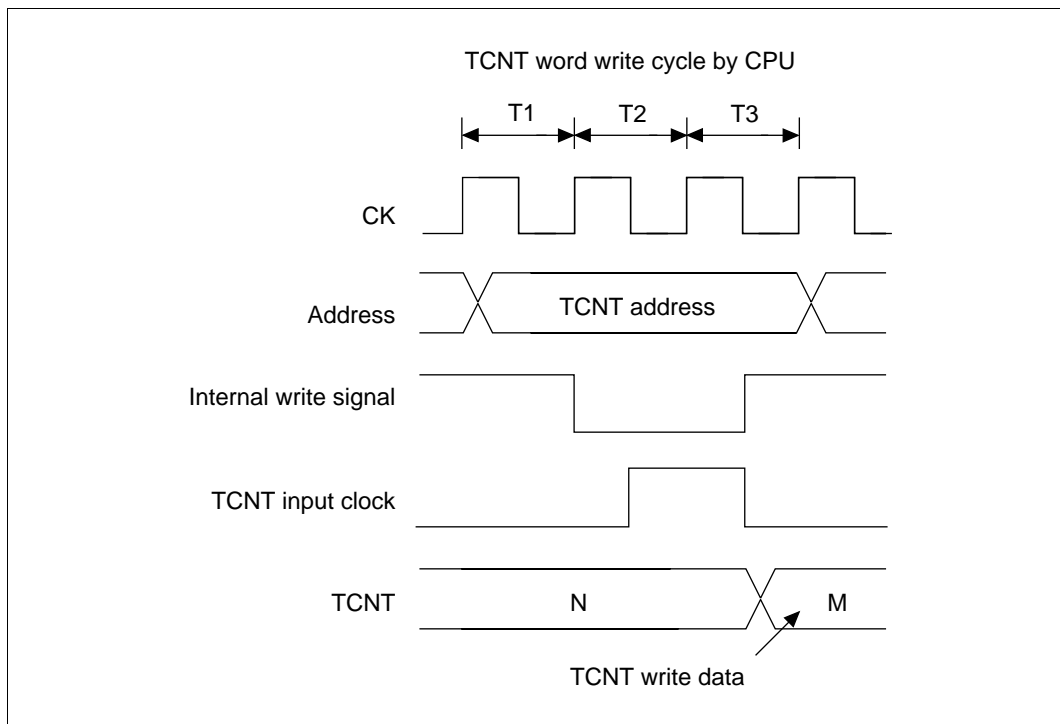 TCNT word write cycle by CPU
T1 T2 T3
CK
Address
TCNT address
Internal write signal
TCNT input clock
TCNT
N
M
TCNT write data